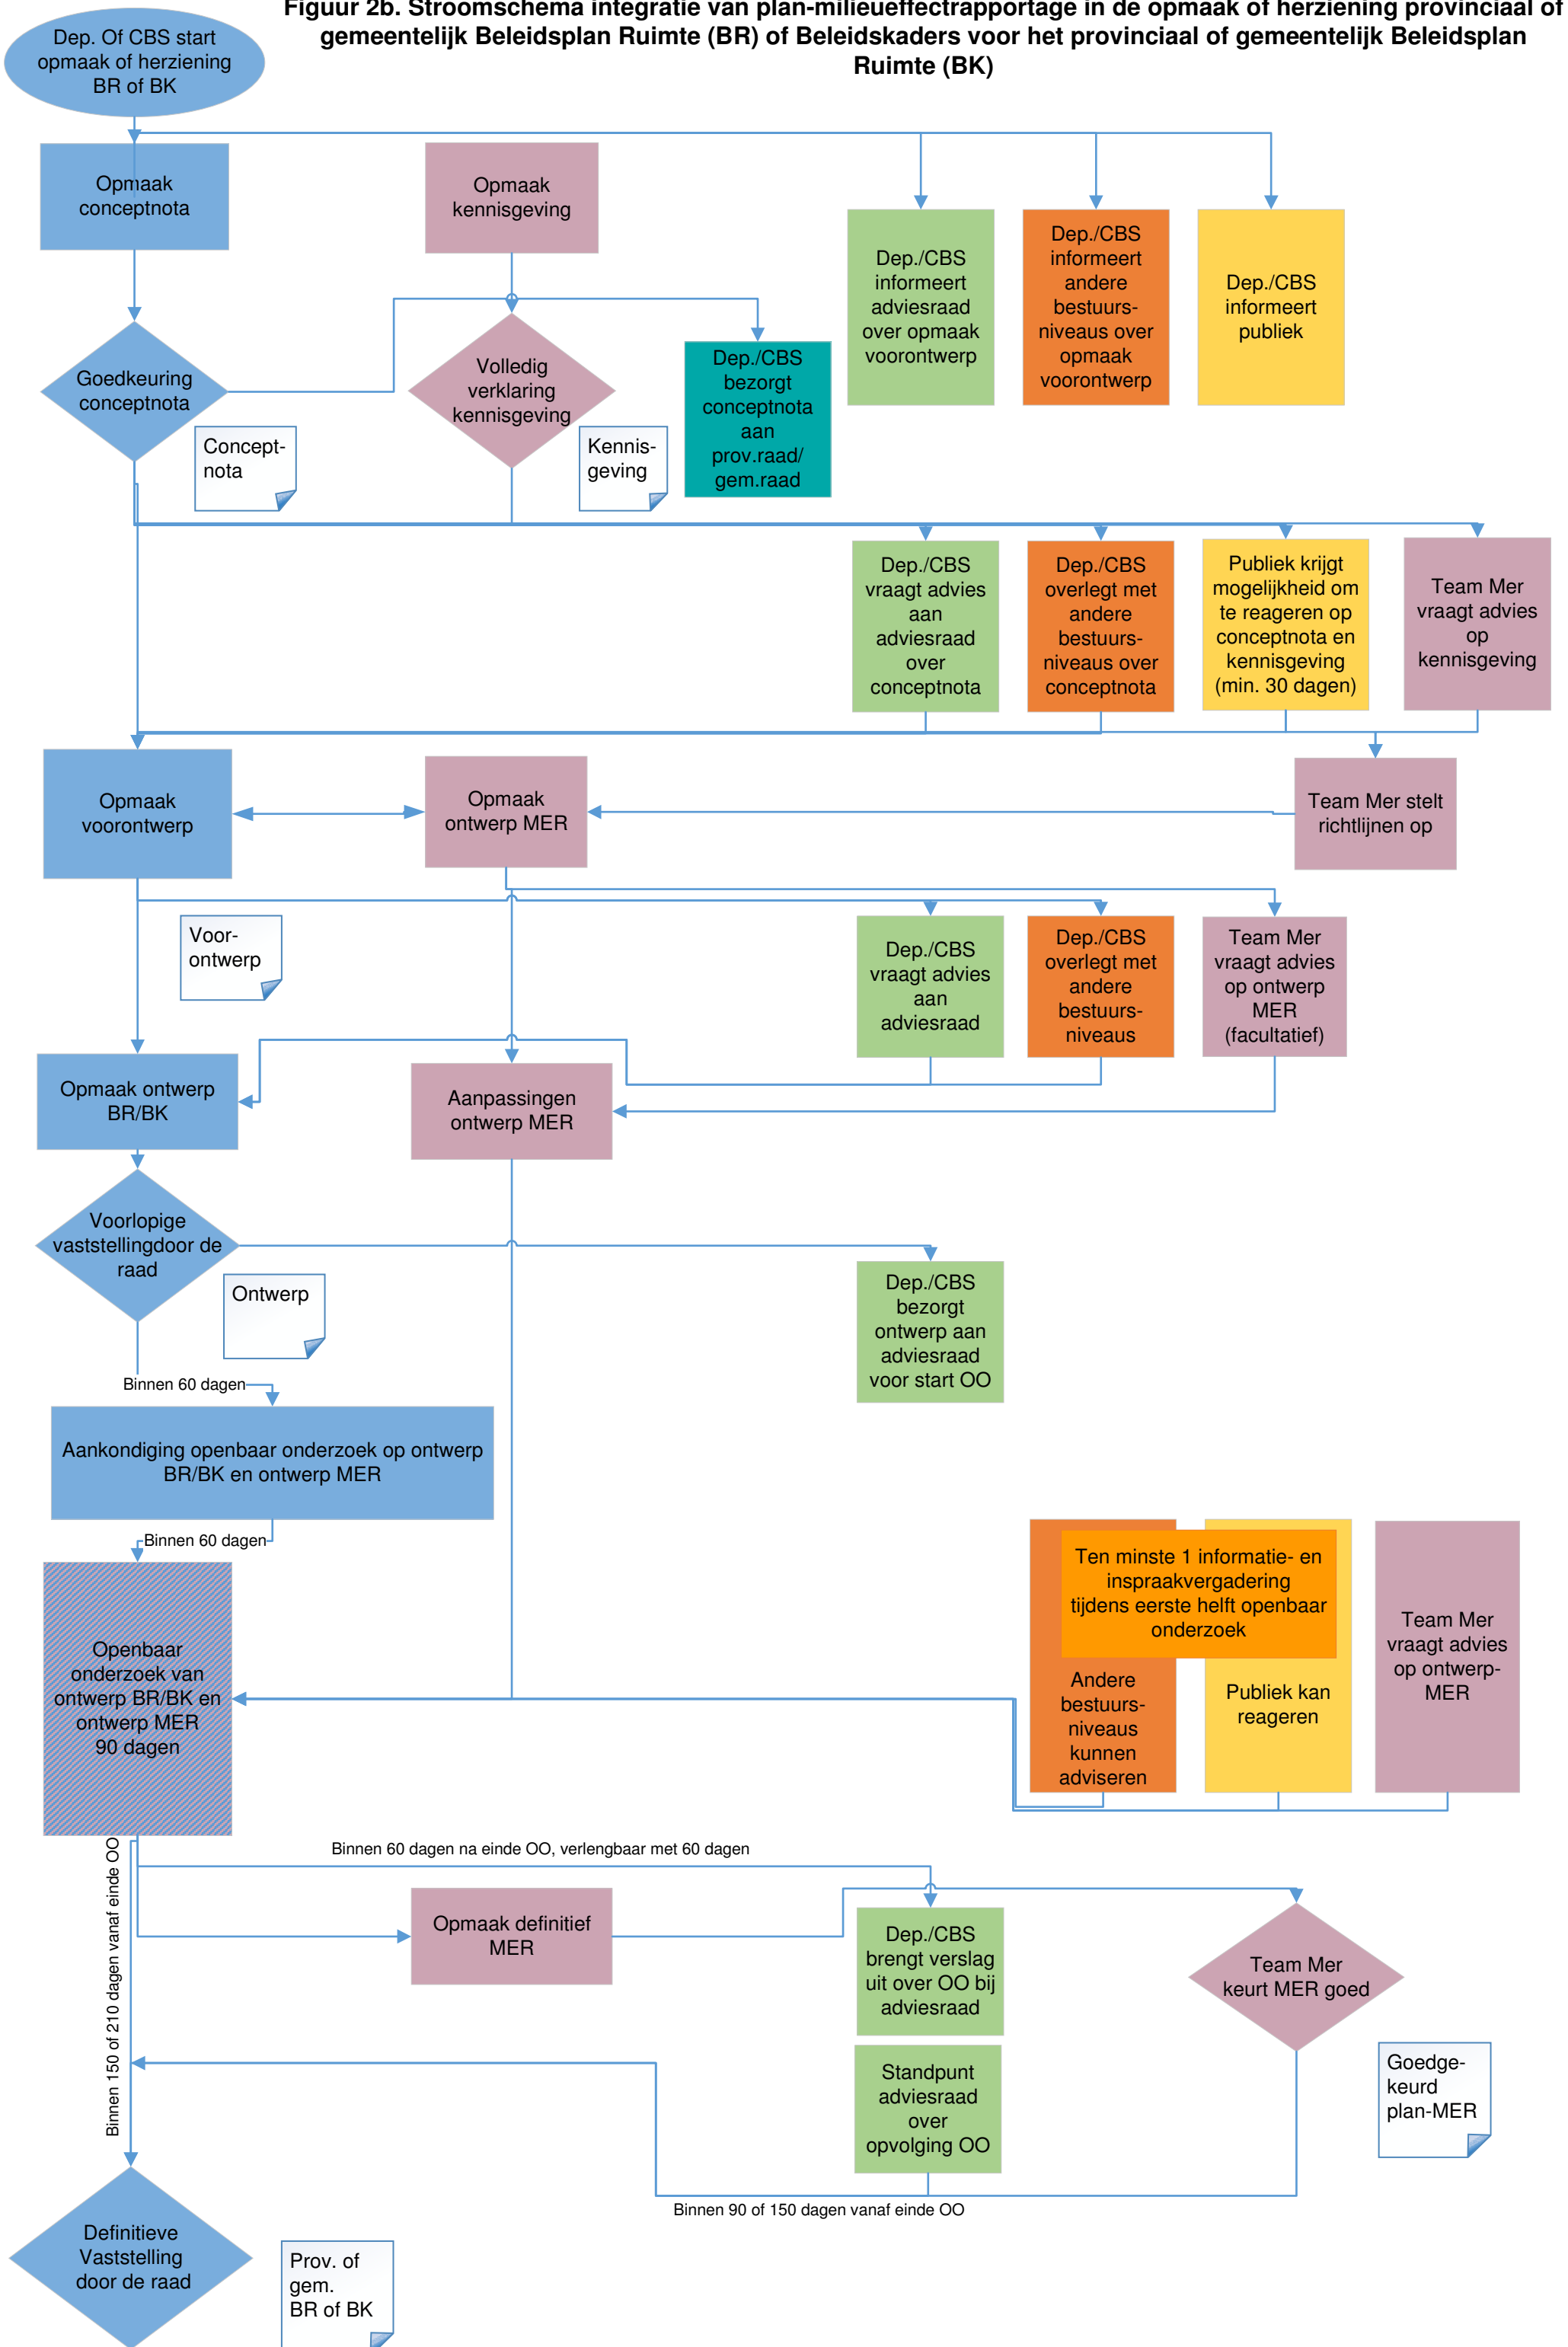 Figuur 2b. Stroomschema integratie van plan-milieueffectrapportage in de opmaak of herziening provinciaal of
gemeentelijk Beleidsplan Ruimte (BR) of Beleidskaders voor het provinciaal of gemeentelijk Beleidsplan
Ruimte (BK)
Dep. Of CBS start
opmaak of herziening
BR of BK
Opmaak
conceptnota
Opmaak
kennisgeving
Dep./CBS
informeert
adviesraad
over opmaak
voorontwerp
Dep./CBS
informeert
andere
bestuurs-
niveaus over
opmaak
voorontwerp
Dep./CBS
informeert
publiek
Goedkeuring
conceptnota
Volledig
verklaring
kennisgeving
Dep./CBS
bezorgt
conceptnota
aan
prov.raad/
gem.raad
Concept-
nota
Kennis-
geving
Dep./CBS
vraagt advies
aan
adviesraad
over
conceptnota
Dep./CBS
overlegt met
andere
bestuurs-
niveaus over
conceptnota
Publiek krijgt
mogelijkheid om
te reageren op
conceptnota en
kennisgeving
(min. 30 dagen)
Team Mer
vraagt advies
op
kennisgeving
Opmaak
voorontwerp
Opmaak
ontwerp MER
Team Mer stelt
richtlijnen op
Voor-
ontwerp
Dep./CBS
vraagt advies
aan
adviesraad
Dep./CBS
overlegt met
andere
bestuurs-
niveaus
Team Mer
vraagt advies
op ontwerp
MER
(facultatief)
Opmaak ontwerp
BR/BK
Aanpassingen
ontwerp MER
Voorlopige
vaststellingdoor de
raad
Ontwerp
Dep./CBS
bezorgt
ontwerp aan
adviesraad
voor start OO
Binnen 60 dagen
Aankondiging openbaar onderzoek op ontwerp
BR/BK en ontwerp MER
Binnen 60 dagen
Openbaar
onderzoek van
ontwerp BR/BK en
ontwerp MER
90 dagen
Ten minste 1 informatie- en
inspraakvergadering
tijdens eerste helft openbaar
onderzoek
Andere
bestuurs-
niveaus
kunnen
adviseren
Publiek kan
reageren
Team Mer
vraagt advies
op ontwerp-
MER
Binnen 60 dagen na einde OO, verlengbaar met 60 dagen
Binnen 150 of 210 dagen vanaf einde OO
Opmaak definitief
MER
Dep./CBS
brengt verslag
uit over OO bij
adviesraad
Team Mer
keurt MER goed
Standpunt
adviesraad
over
opvolging OO
Goedge-
keurd
plan-MER
Binnen 90 of 150 dagen vanaf einde OO
Definitieve
Vaststelling
door de raad
Prov. of
gem.
BR of BK